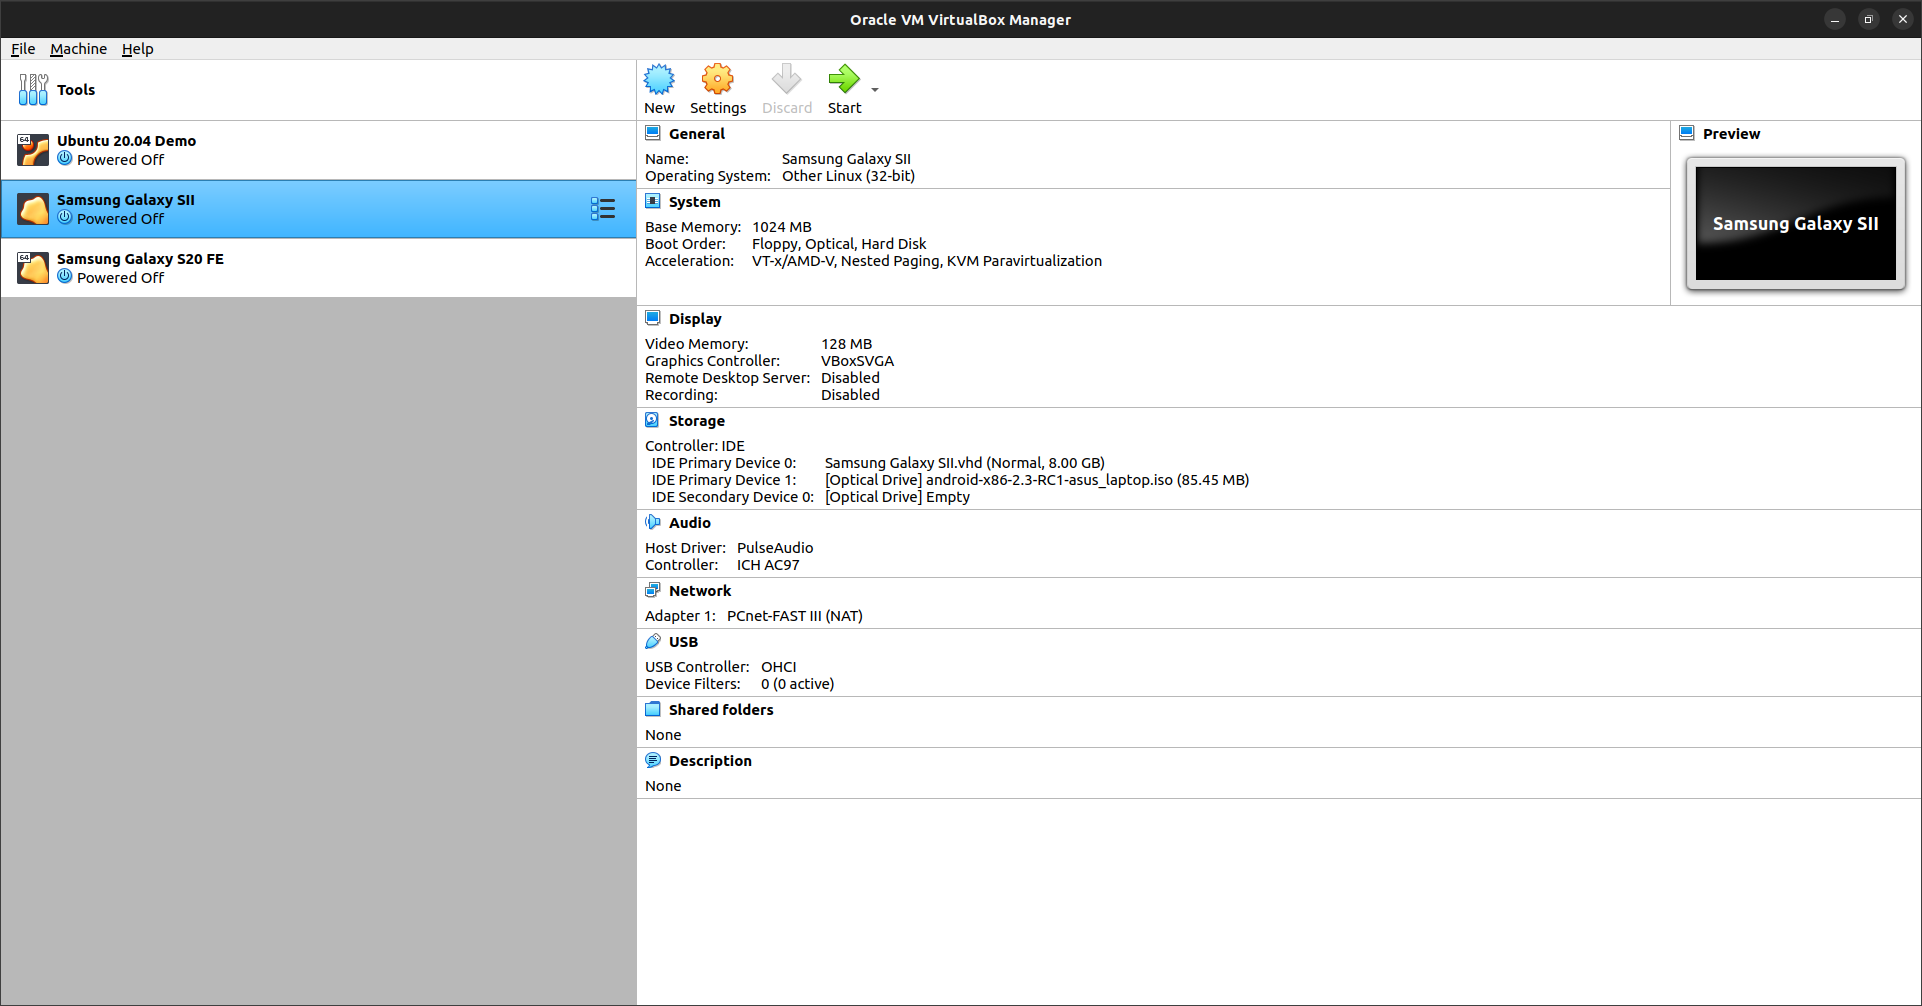 Oracle VM VirtualBox Manager
File Machine Help
Tools
New Settings Discard Start
64
Ubuntu 20.04 Demo
Powered Off
Samsung Galaxy SII
Powered Off
64
Samsung Galaxy S20 FE
Powered Off
General
Name: Samsung Galaxy SII
Operating System: Other Linux (32-bit)
System
Base Memory: 1024 MB
Boot Order: Floppy, Optical, Hard Disk
Acceleration: VT-x/AMD-V, Nested Paging, KVM Paravirtualization
Preview
Samsung Galaxy SII
Display
Video Memory: 128 MB
Graphics Controller: VBoxSVGA
Remote Desktop Server: Disabled
Recording: Disabled
Storage
Controller: IDE
IDE Primary Device 0: Samsung Galaxy SII.vhd (Normal, 8.00 GB)
IDE Primary Device 1: [Optical Drive] android-x86-2.3-RC1-asus_laptop.iso (85.45 MB)
IDE Secondary Device 0: [Optical Drive] Empty
Audio
Host Driver: PulseAudio
Controller: ICH AC97
Network
Adapter 1: PCnet-FAST III (NAT)
USB
USB Controller: OHCI
Device Filters: 0 (0 active)
Shared folders
None
Description
None